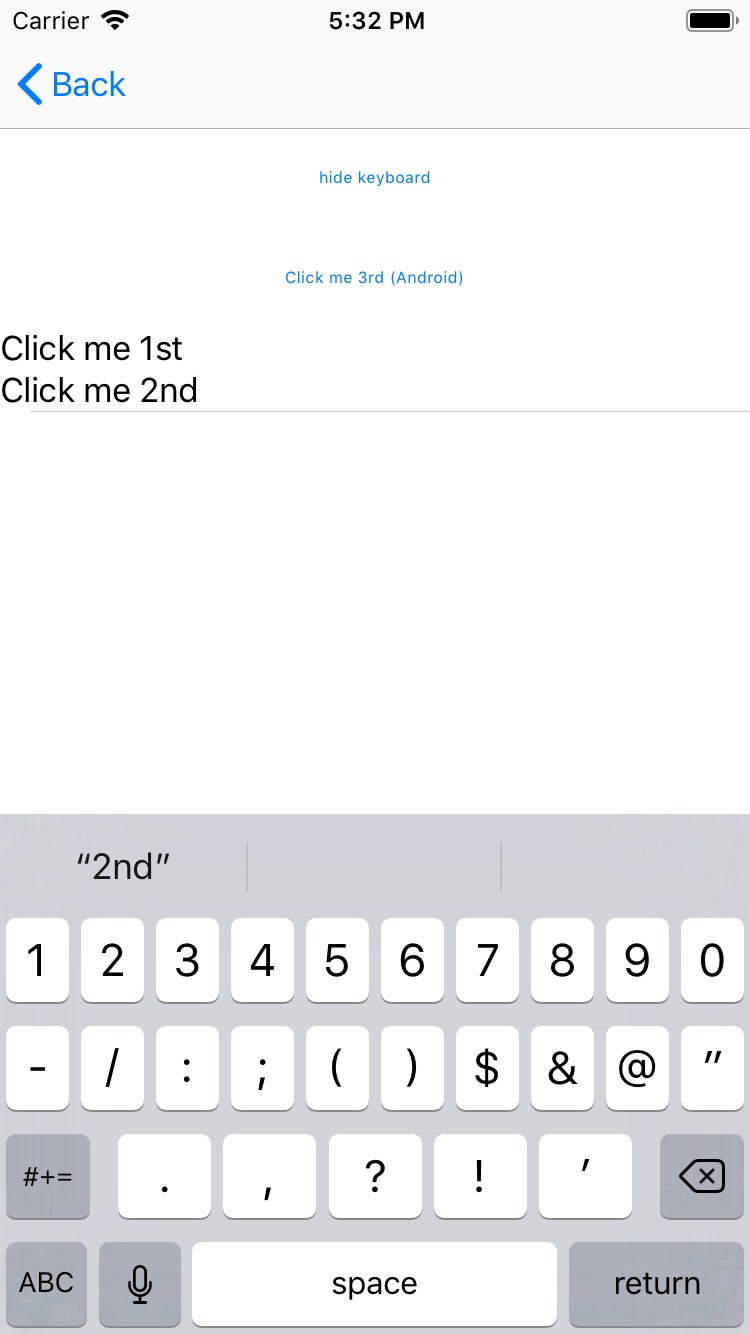 Carrier 5:32 PM
Back
hide keyboard
Click me 3rd (Android)
Click me 1st
Click me 2nd
“2nd”
1 2 3 4 5 6 7 8 9 0
- / : ; ( ) $ & @ "
#+= . , ? ! '
ABC space return